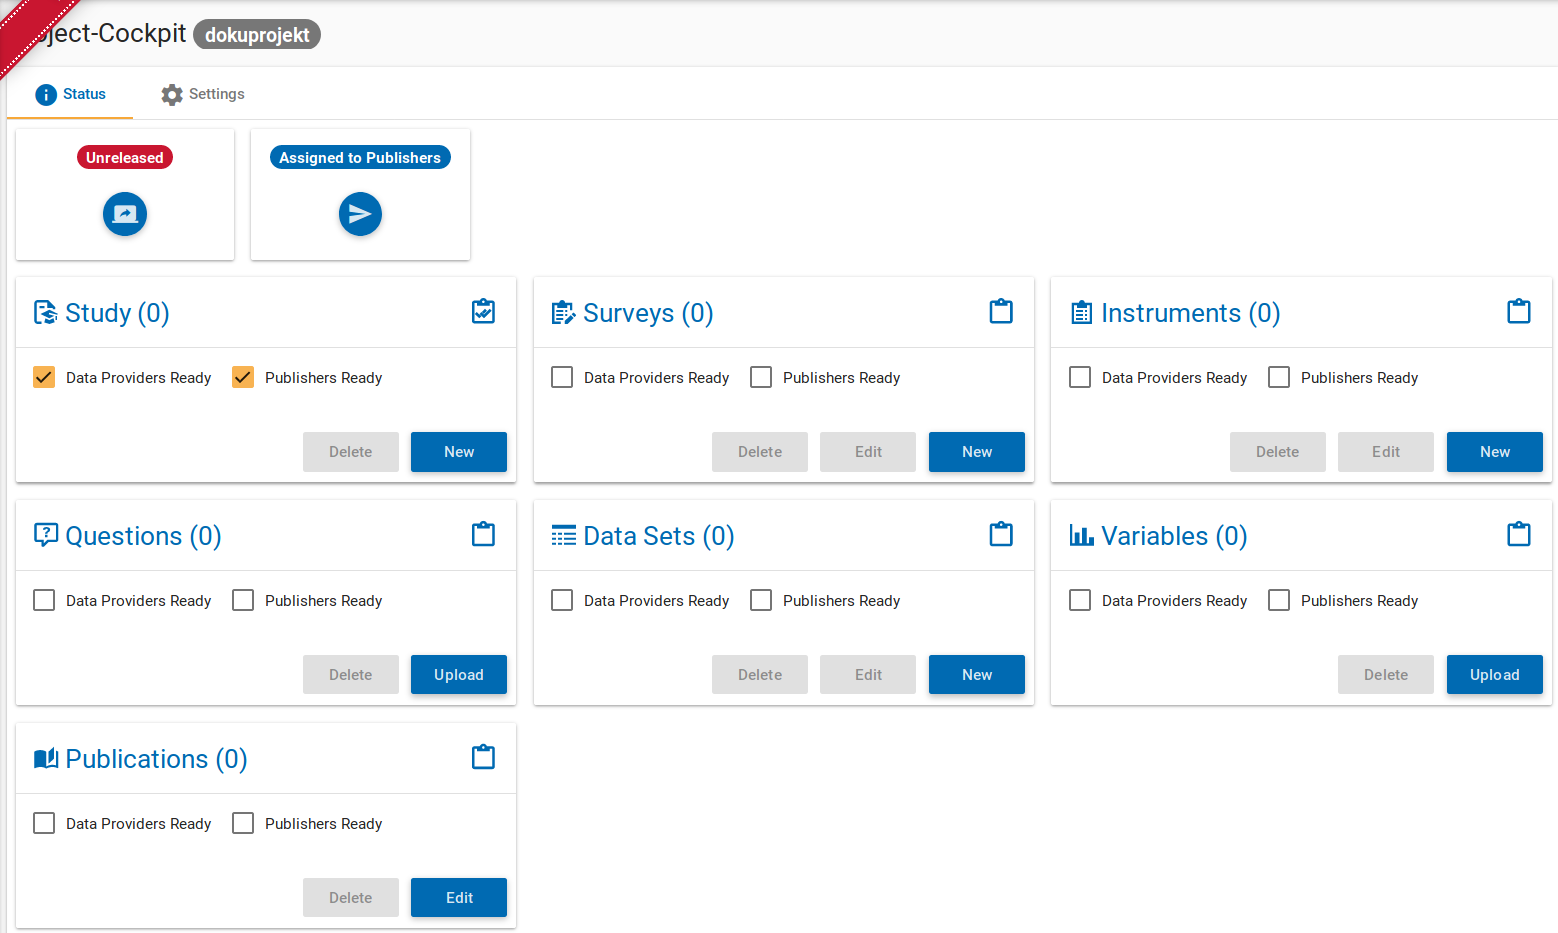 ject-Cockpit dokuprojekt
Status Settings
Unreleased Assigned to Publishers
Study (0) Surveys (0) Instruments (0)
Data Providers Ready Publishers Ready Data Providers Ready Publishers Ready Data Providers Ready Publishers Ready
Delete New Delete Edit New Delete Edit New
Questions (0) Data Sets (0) Variables (0)
Data Providers Ready Publishers Ready Data Providers Ready Publishers Ready Data Providers Ready Publishers Ready
Delete Upload Delete Edit New Delete Upload
Publications (0)
Data Providers Ready Publishers Ready
Delete Edit